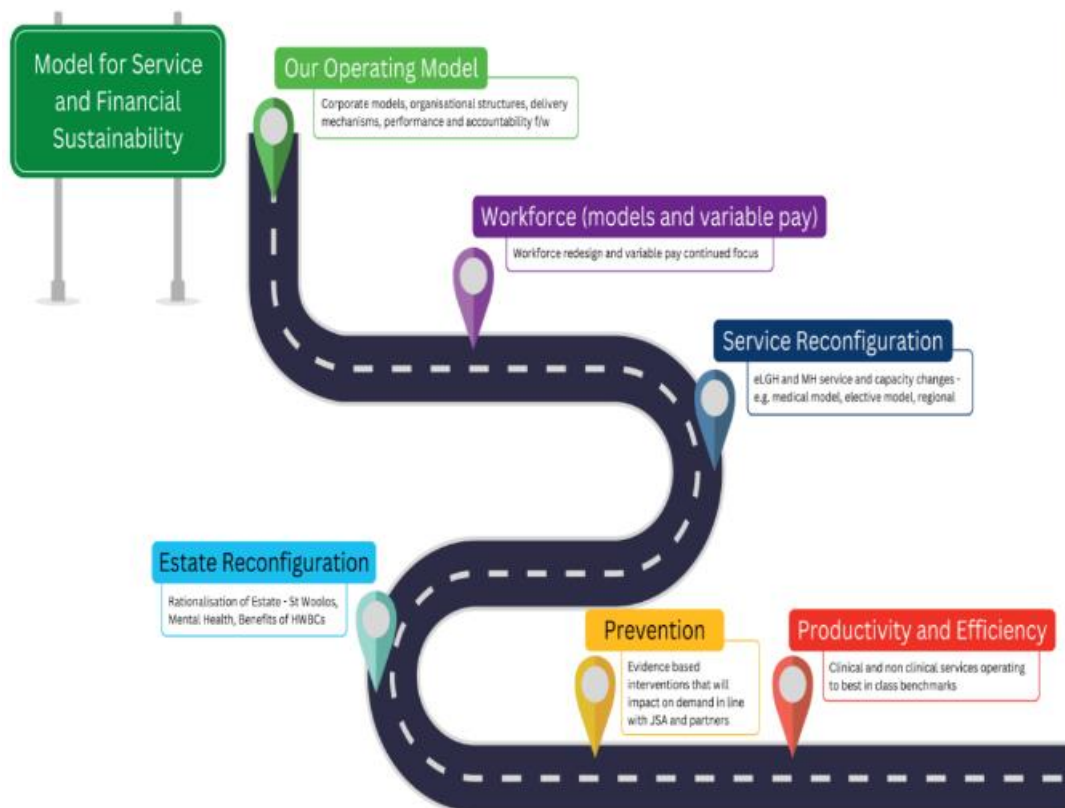 Model for Service
and Financial
Sustainability
Our Operating Model
Corporate models, organisational structures, delivery
mechanisms, performance and accountability f/w
Workforce (models and variable pay)
Workforce redesign and variable pay continued focus
Service Reconfiguration
eLGH and MH service and capacity changes -
e.g. medical model, elective model, regional
Estate Reconfiguration
Rationalisation of Estate - St Woolos,
Mental Health, Benefits of HWBCs
Prevention
Evidence based
interventions that will
impact on demand in line
with JSA and partners
Productivity and Efficiency
Clinical and non clinical services operating
to best in class benchmarks